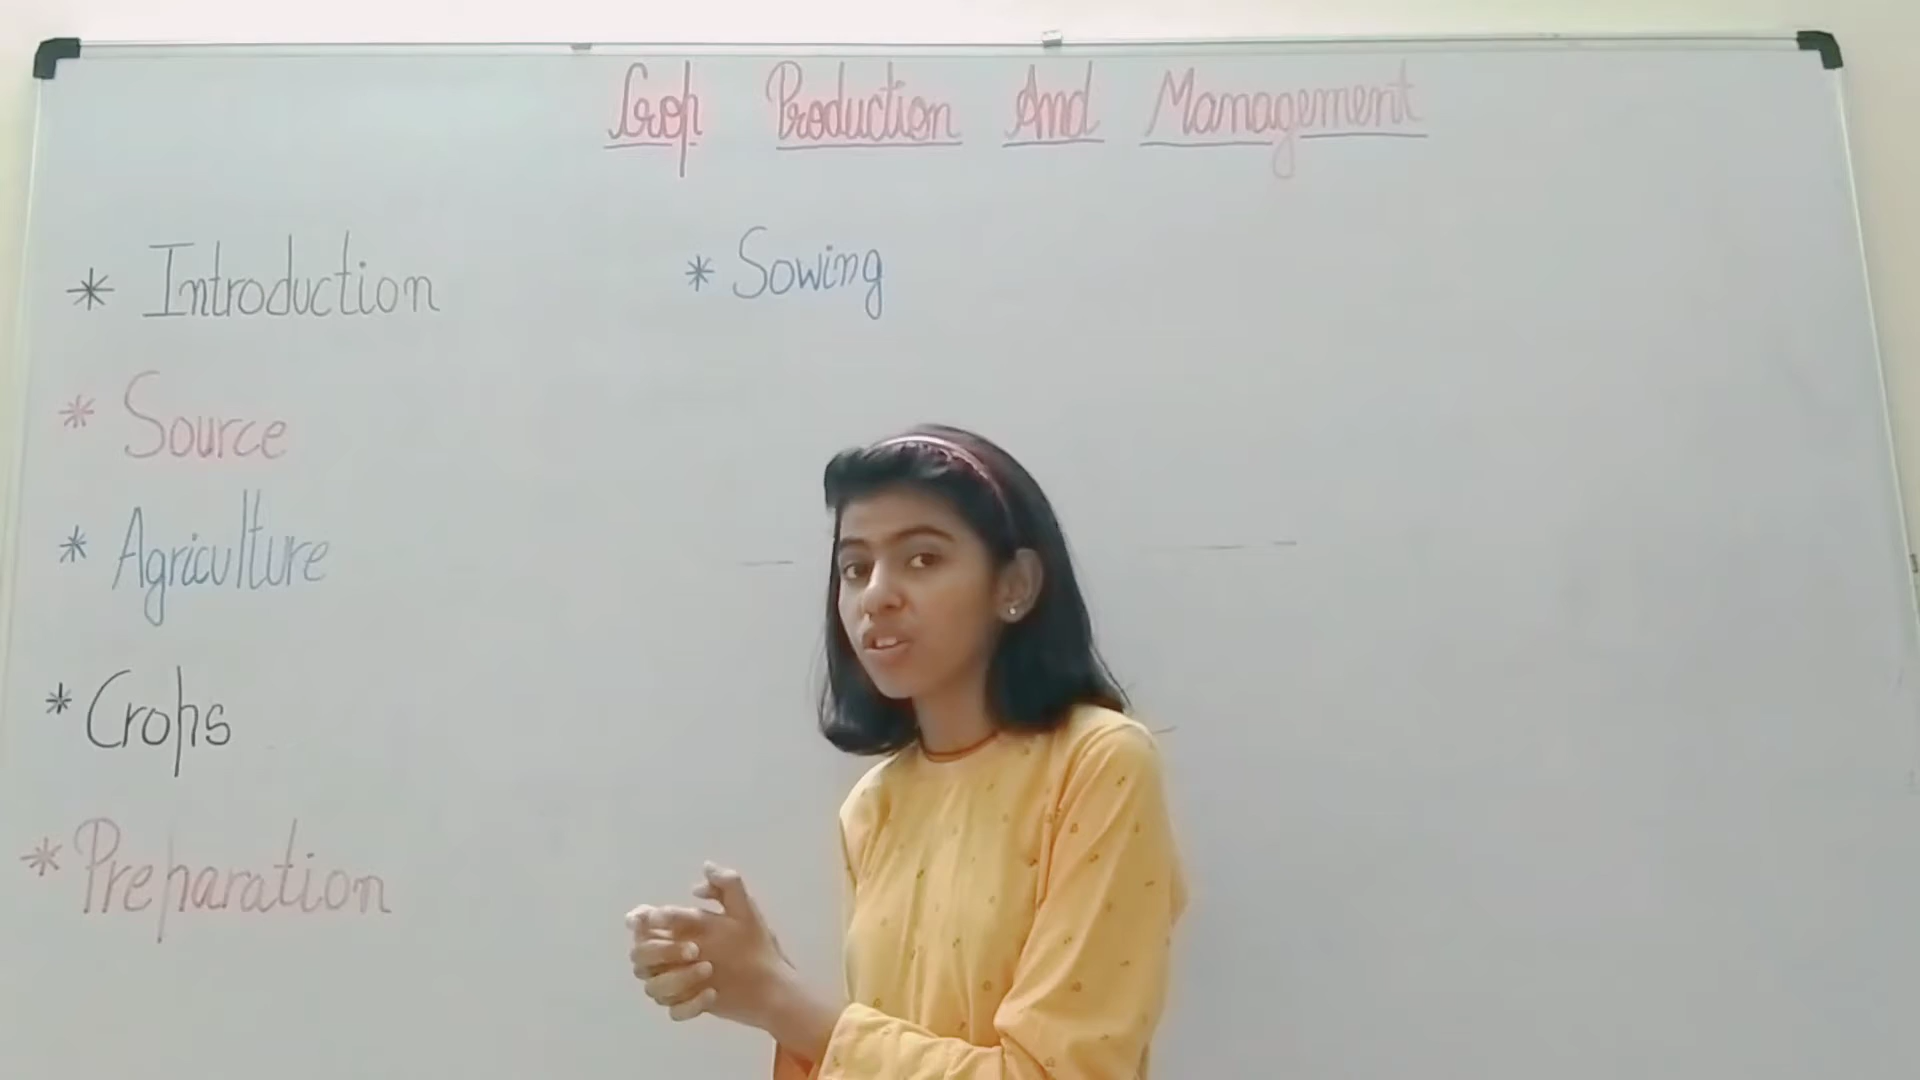 Crop Production And Management
* Introduction
* Source
* Agriculture
* Crops
* Preparation
* Sowing